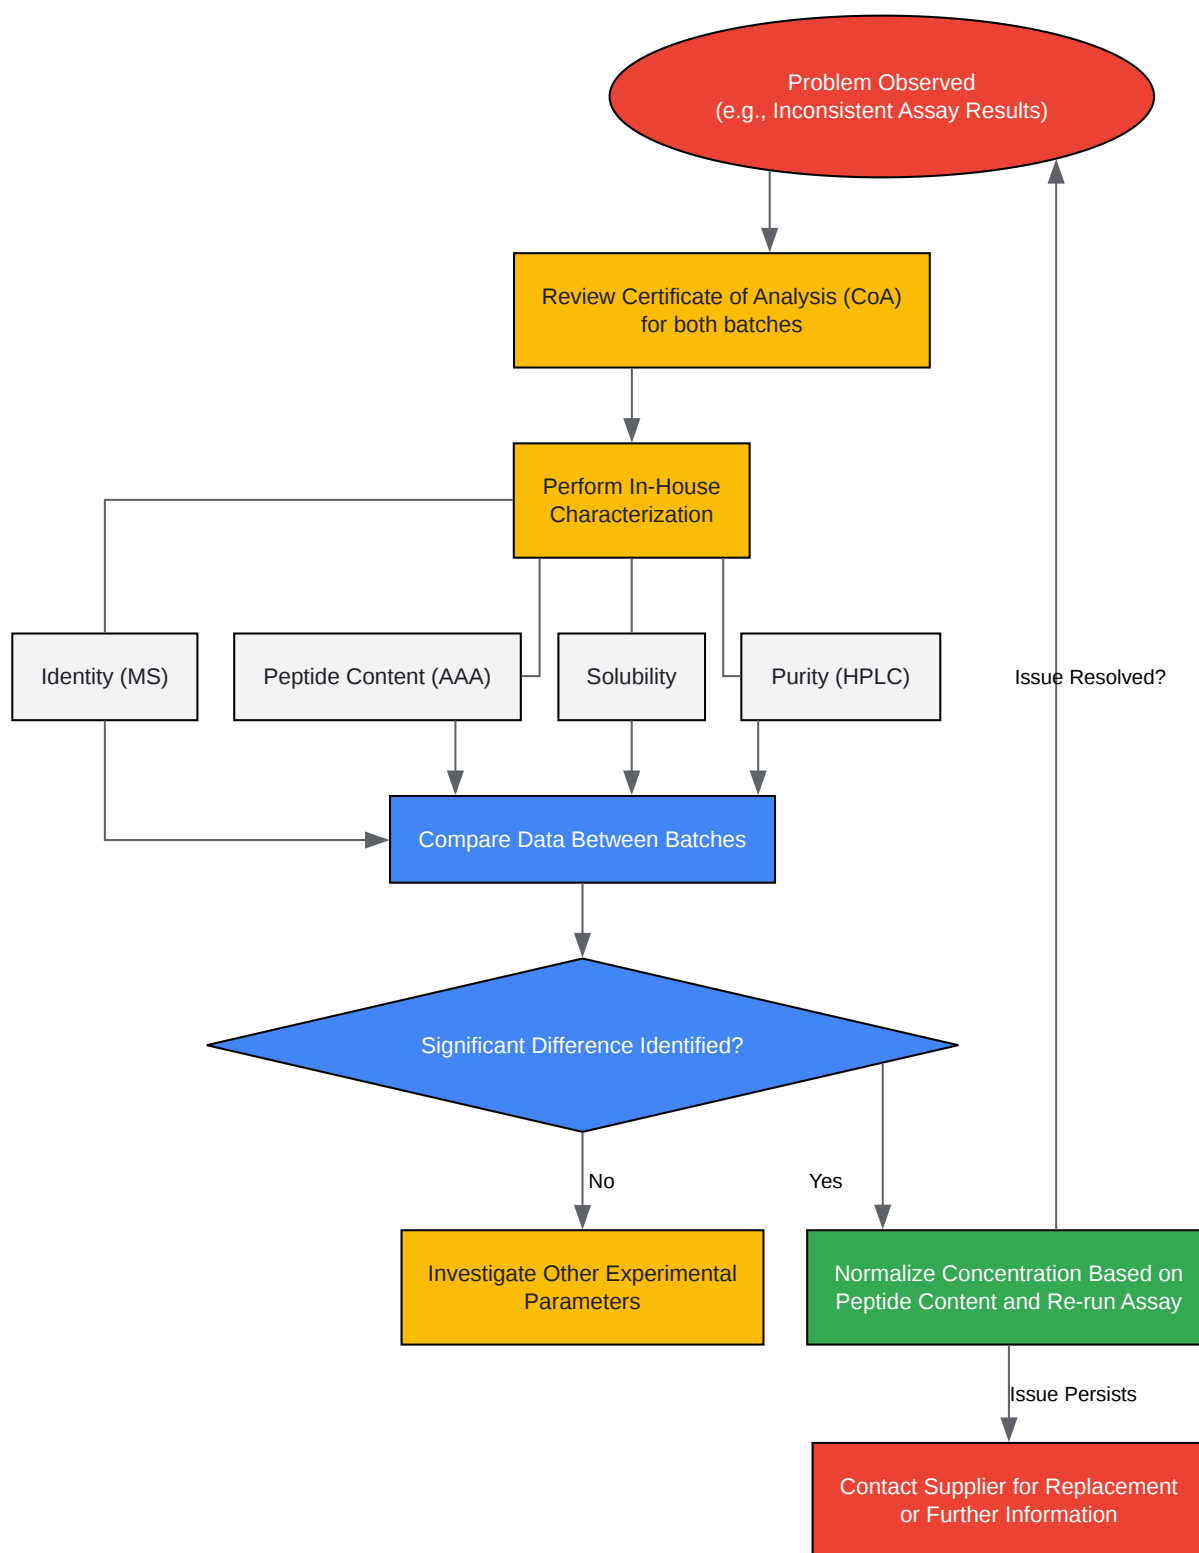 Problem Observed
(e.g., Inconsistent Assay Results)
Review Certificate of Analysis (CoA)
for both batches
Perform In-House
Characterization
Identity (MS)
Peptide Content (AAA)
Solubility
Purity (HPLC)
Issue Resolved?
Compare Data Between Batches
Significant Difference Identified?
No
Yes
Investigate Other Experimental
Parameters
Normalize Concentration Based on
Peptide Content and Re-run Assay
Issue Persists
Contact Supplier for Replacement
or Further Information